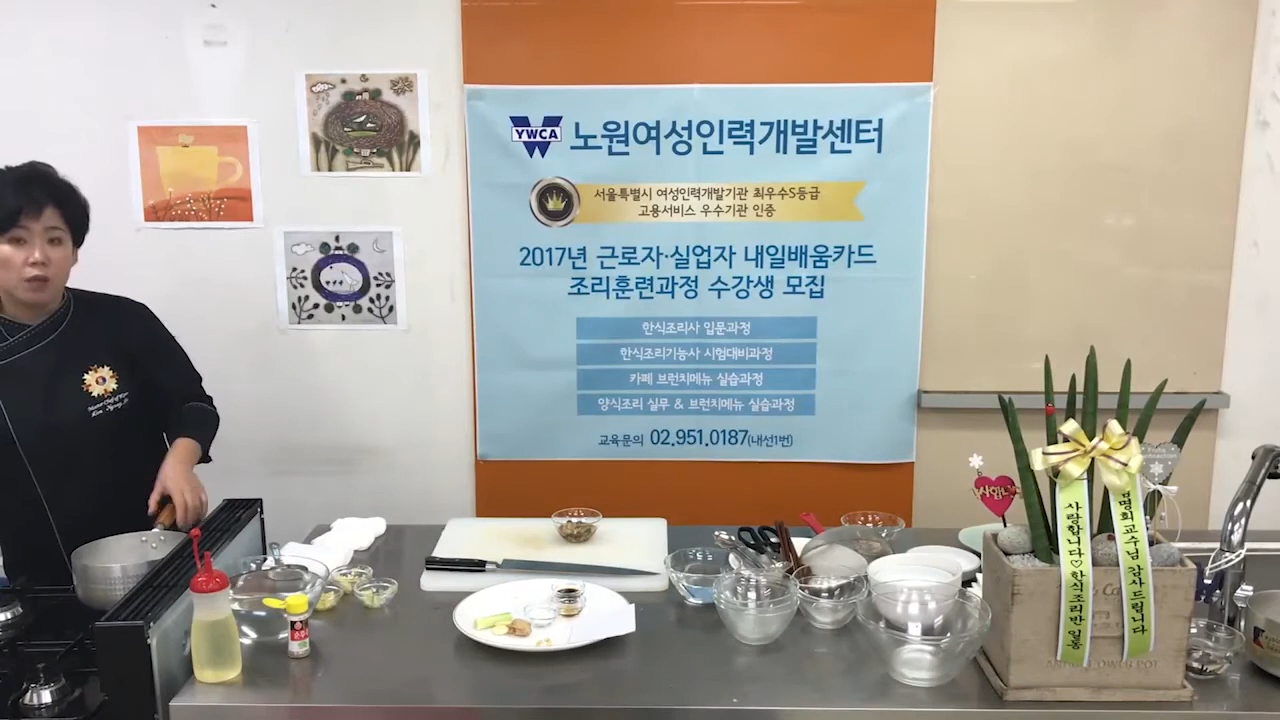 YWCA 노원여성인력개발센터
서울특별시 여성인력개발기관 최우수S등급
고용서비스 우수기관 인증
2017년 근로자·실업자 내일배움카드
조리훈련과정 수강생 모집
한식조리사 입문과정
한식조리기능사 시험대비과정
카페 브런치메뉴 실습과정
양식조리 실무 & 브런치메뉴 실습과정
교육문의 02.951.0187(내선1번)
사랑합니다♡한식조리반 일동
명희교수님 감사드립니다